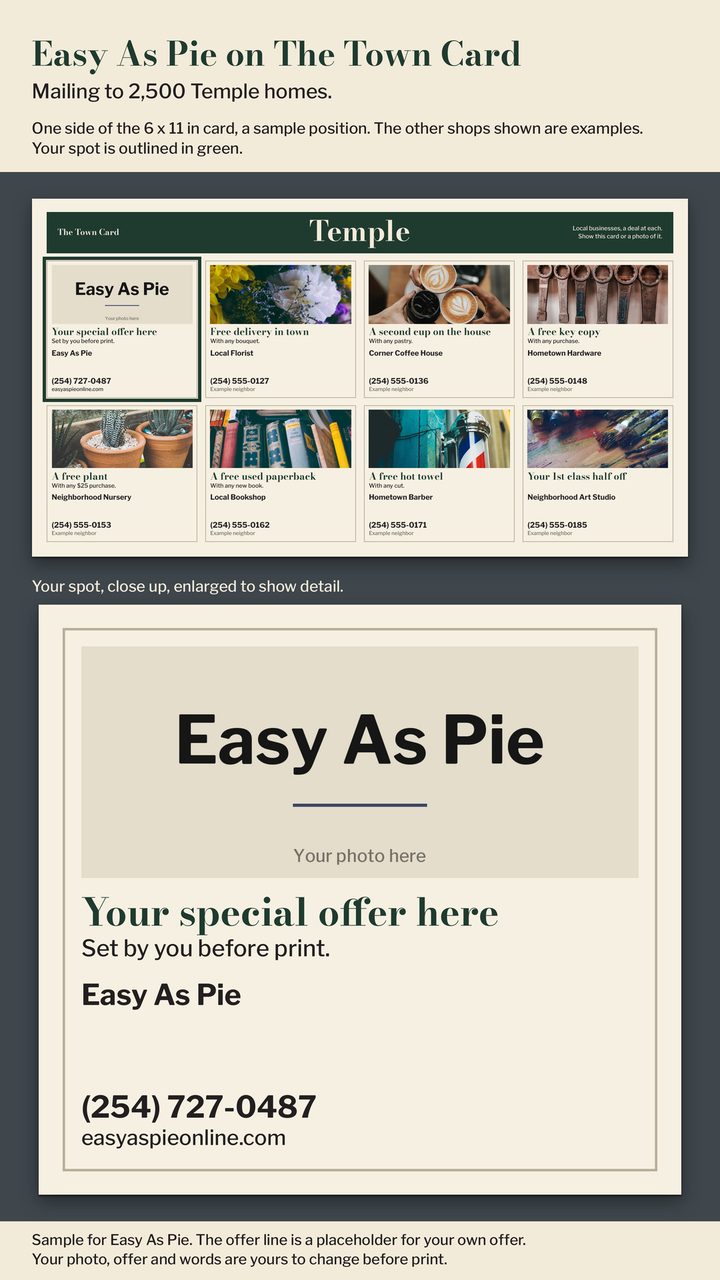 Easy As Pie on The Town Card
Mailing to 2,500 Temple homes.
One side of the 6 x 11 in card, a sample position. The other shops shown are examples.
Your spot is outlined in green.
The Town Card
Temple
Local businesses, a deal at each.
Show this card or a photo of it.
Easy As Pie
Your photo here
Your special offer here
Set by you before print.
Easy As Pie
(254) 727-0487
easyaspieonline.com
Free delivery in town
With any bouquet.
Local Florist
(254) 555-0127
Example neighbor
A second cup on the house
With any pastry.
Corner Coffee House
(254) 555-0136
Example neighbor
A free key copy
With any purchase.
Hometown Hardware
(254) 555-0148
Example neighbor
A free plant
With any $25 purchase.
Neighborhood Nursery
(254) 555-0153
Example neighbor
A free used paperback
With any new book.
Local Bookshop
(254) 555-0162
Example neighbor
A free hot towel
With any cut.
Hometown Barber
(254) 555-0171
Example neighbor
Your 1st class half off
Neighborhood Art Studio
(254) 555-0185
Example neighbor
Your spot, close up, enlarged to show detail.
Easy As Pie
Your photo here
Your special offer here
Set by you before print.
Easy As Pie
(254) 727-0487
easyaspieonline.com
Sample for Easy As Pie. The offer line is a placeholder for your own offer.
Your photo, offer and words are yours to change before print.